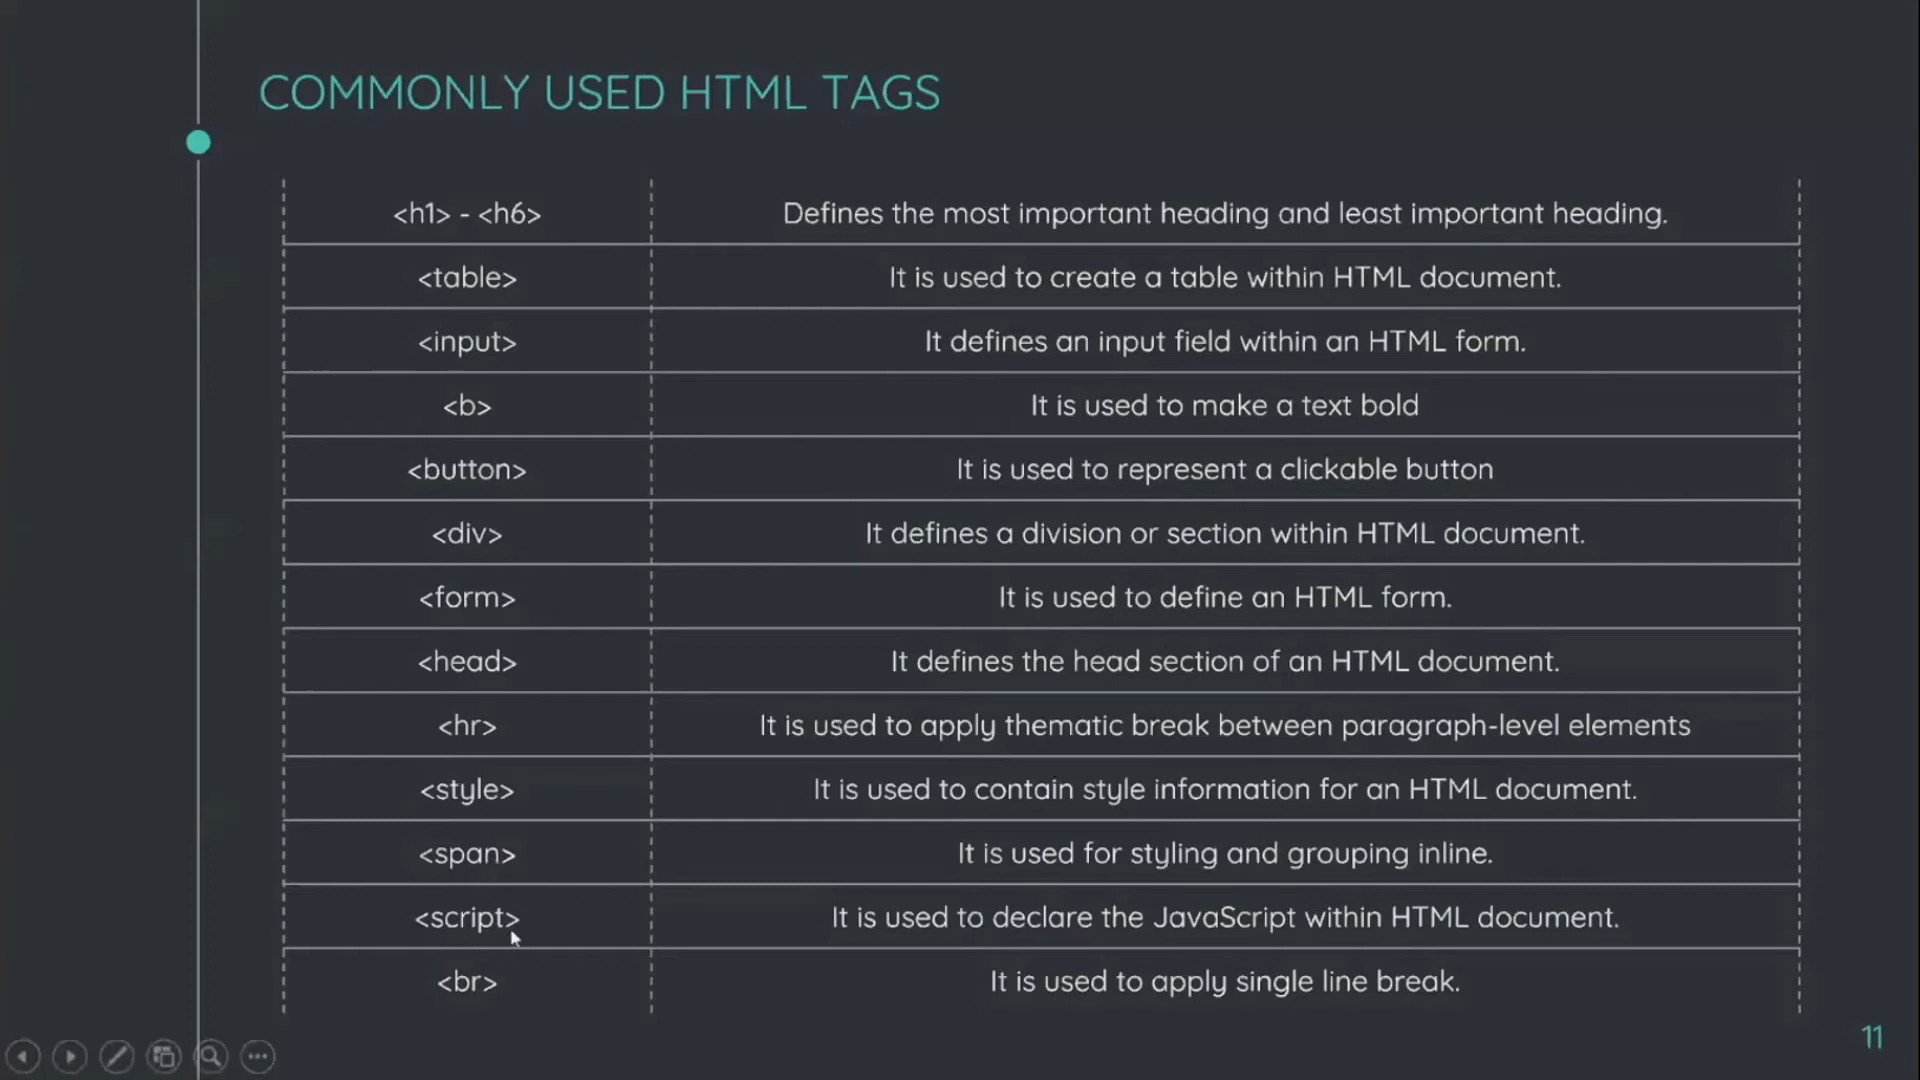 COMMONLY USED HTML TAGS
<h1> - <h6> Defines the most important heading and least important heading.
<table> It is used to create a table within HTML document.
<input> It defines an input field within an HTML form.
<b> It is used to make a text bold
<button> It is used to represent a clickable button
<div> It defines a division or section within HTML document.
<form> It is used to define an HTML form.
<head> It defines the head section of an HTML document.
<hr> It is used to apply thematic break between paragraph-level elements
<style> It is used to contain style information for an HTML document.
<span> It is used for styling and grouping inline.
<script> It is used to declare the JavaScript within HTML document.
<br> It is used to apply single line break.
11